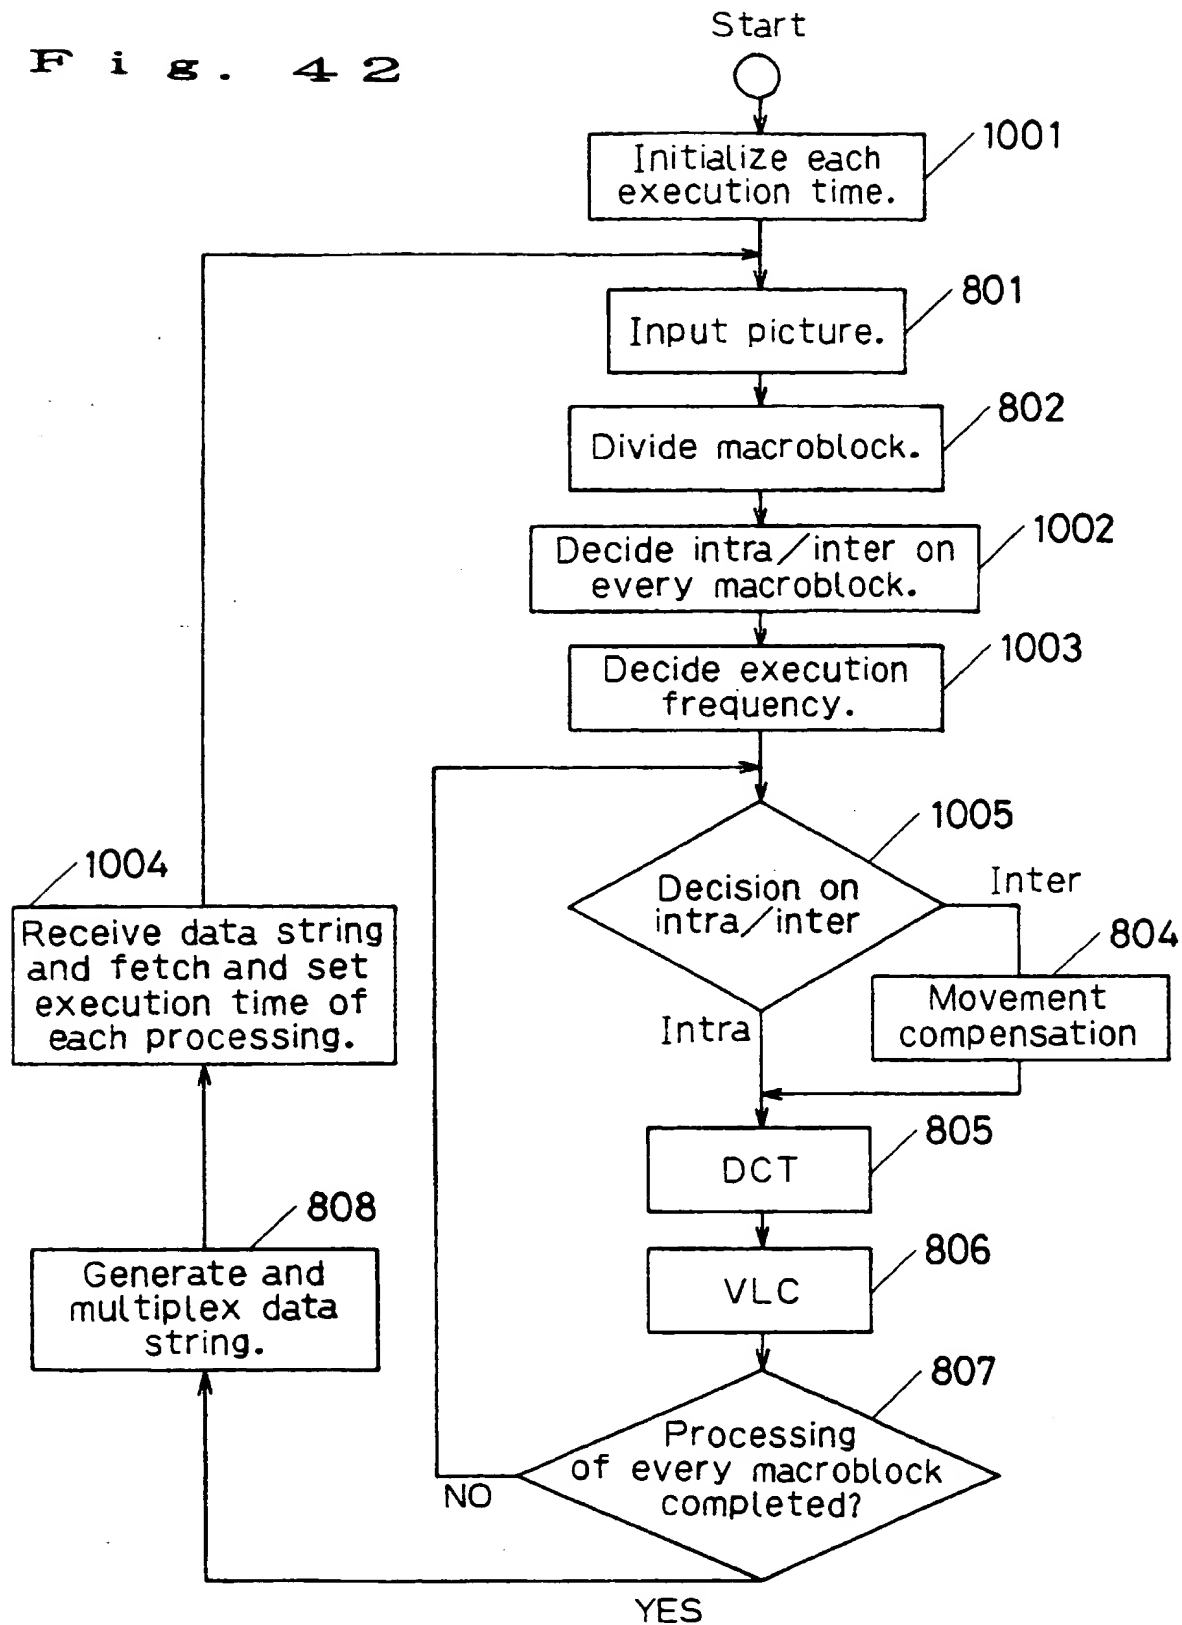 Fig. 42
Start
1001
Initialize each
execution time.
801
Input picture.
802
Divide macroblock.
1002
Decide intra/inter on
every macroblock.
1003
Decide execution
frequency.
1005
Decision on
intra/inter
Inter
804
Movement
compensation
Intra
1004
Receive data string
and fetch and set
execution time of
each processing.
805
DCT
808
Generate and
multiplex data
string.
806
VLC
807
Processing
of every macroblock
completed?
NO
YES